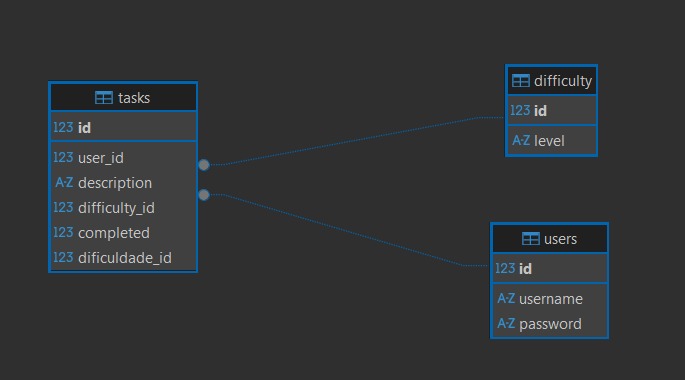 tasks
123 id
123 user_id
A-Z description
123 difficulty_id
123 completed
123 dificuldade_id
difficulty
123 id
A-Z level
users
123 id
A-Z username
A-Z password